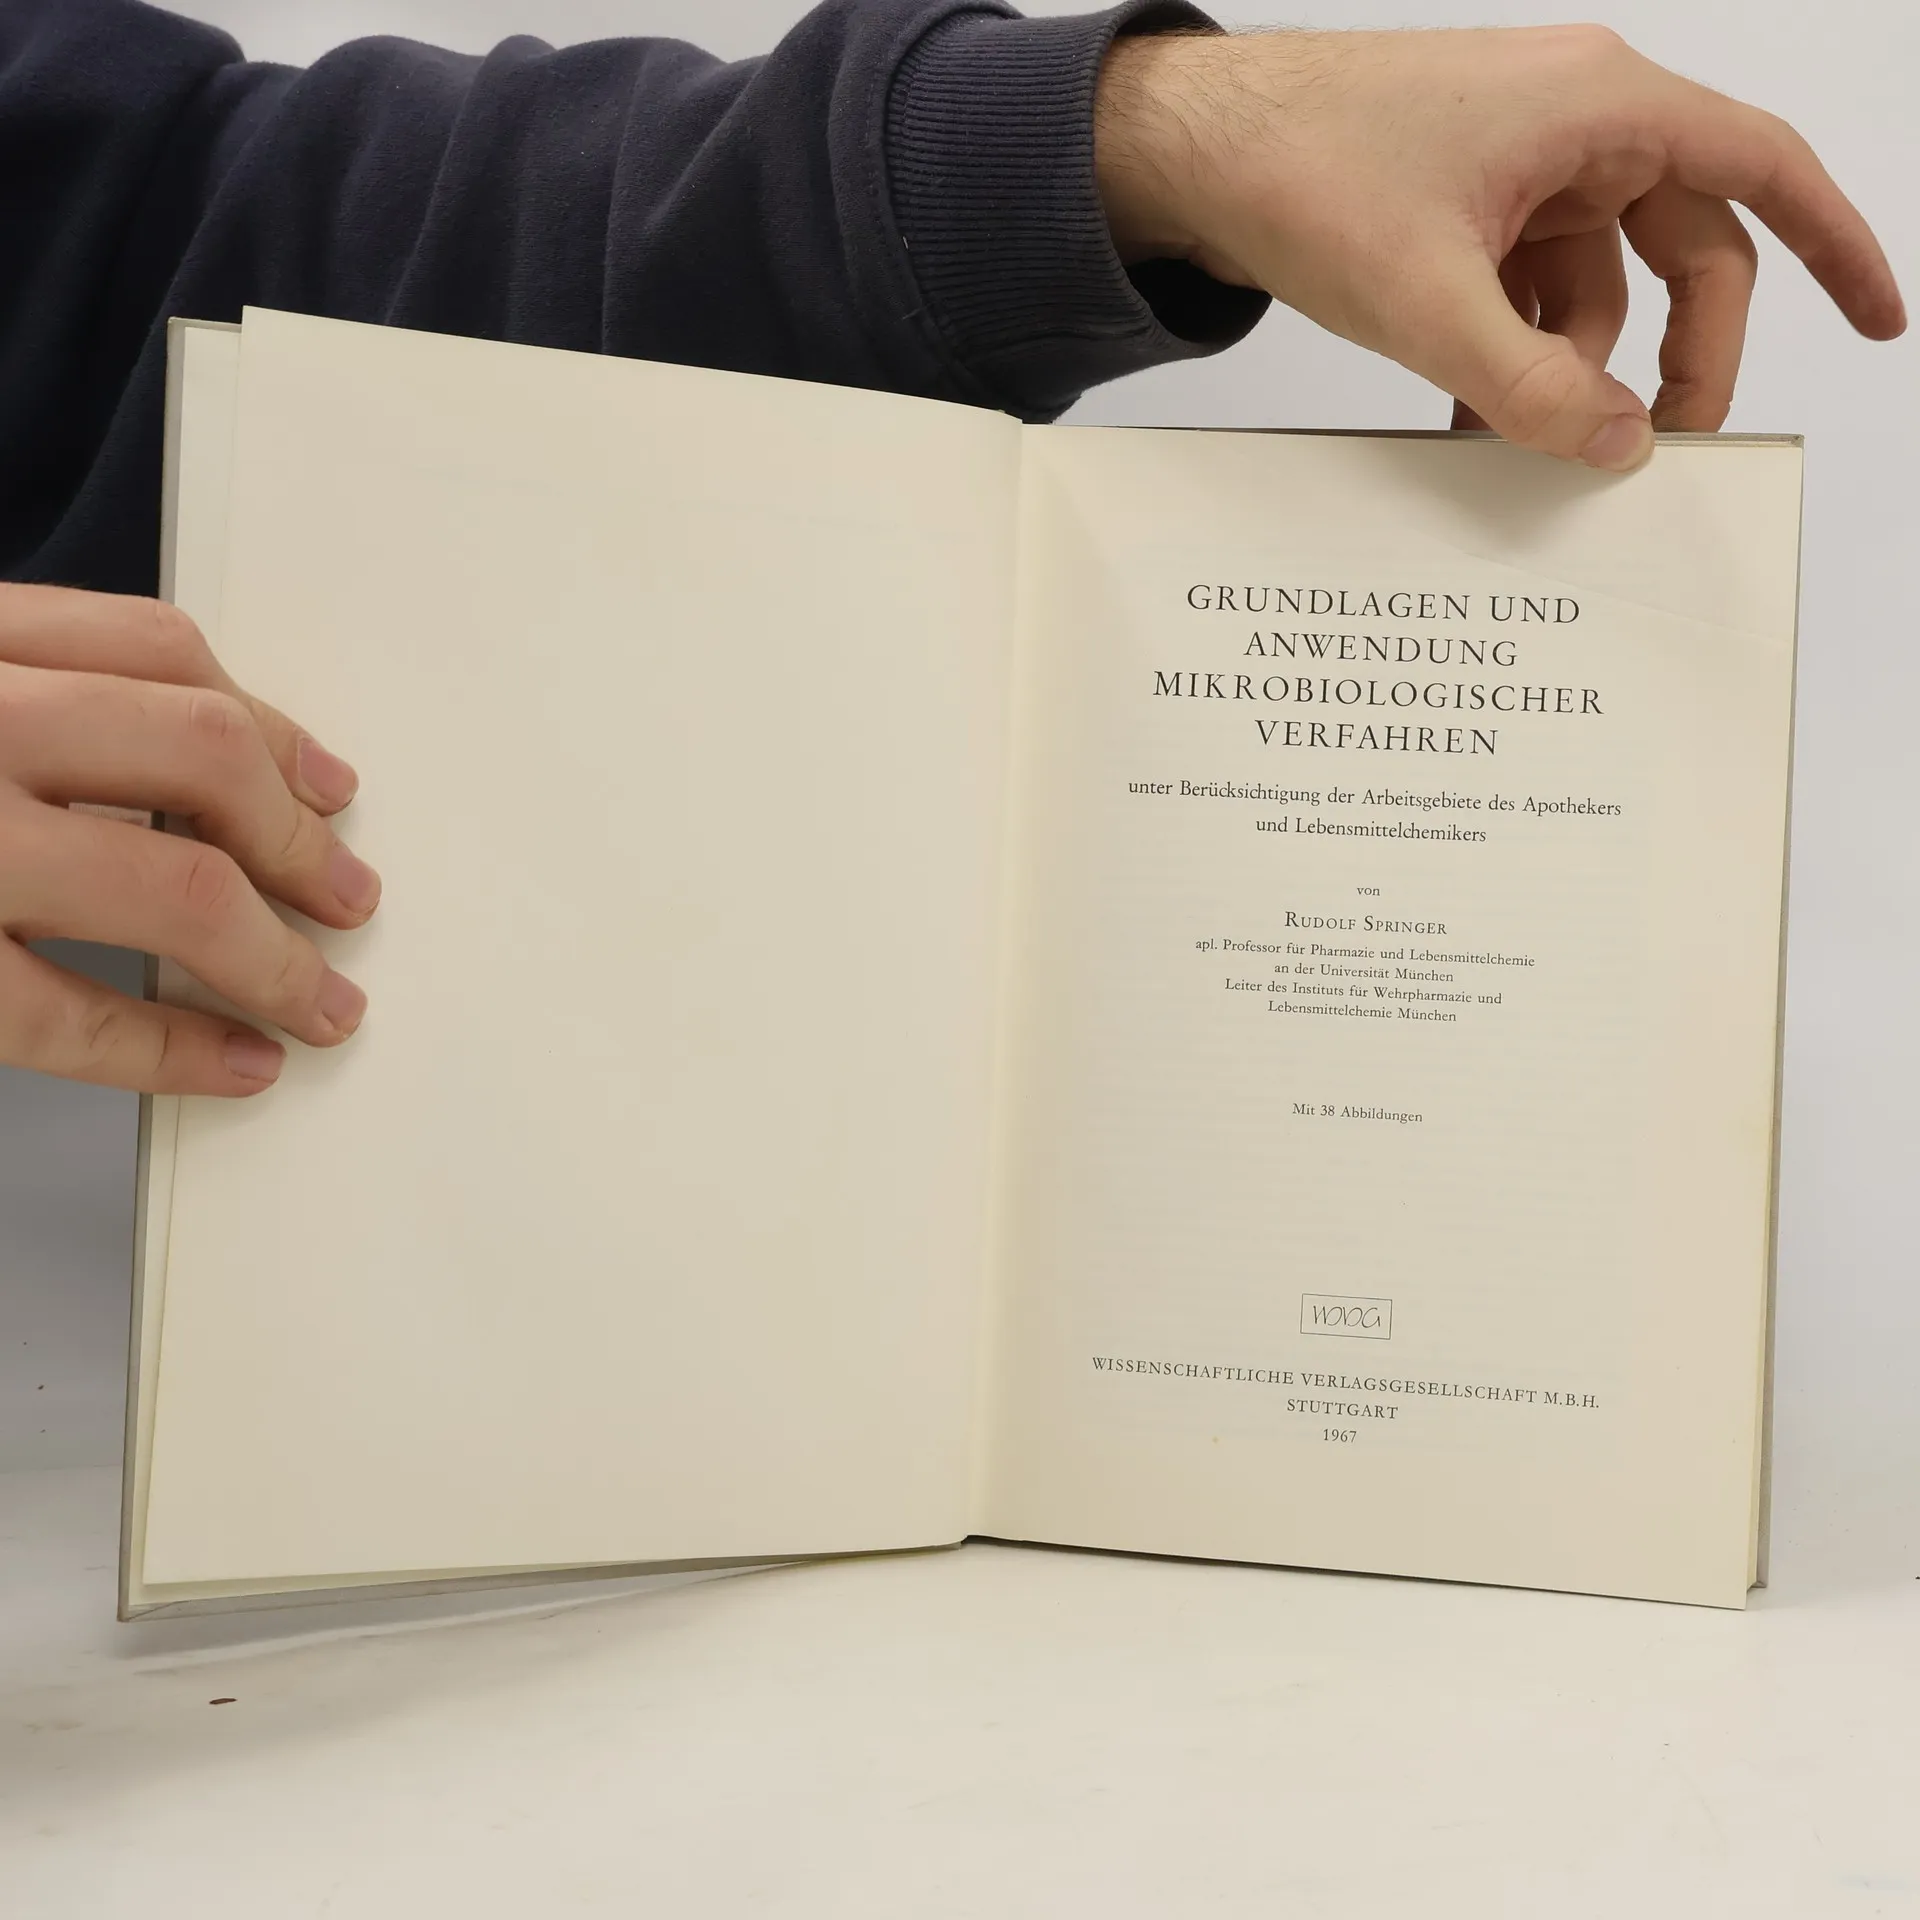 GRUNDLAGEN UND
ANWENDUNG
MIKROBIOLOGISCHER
VERFAHREN
unter Berücksichtigung der Arbeitsgebiete des Apothekers
und Lebensmittelchemikers
von
RUDOLF SPRINGER
apl. Professor für Pharmazie und Lebensmittelchemie
an der Universität München
Leiter des Instituts für Wehrpharmazie und
Lebensmittelchemie München
Mit 38 Abbildungen
WVG
WISSENSCHAFTLICHE VERLAGSGESELLSCHAFT M.B.H.
STUTTGART
1967